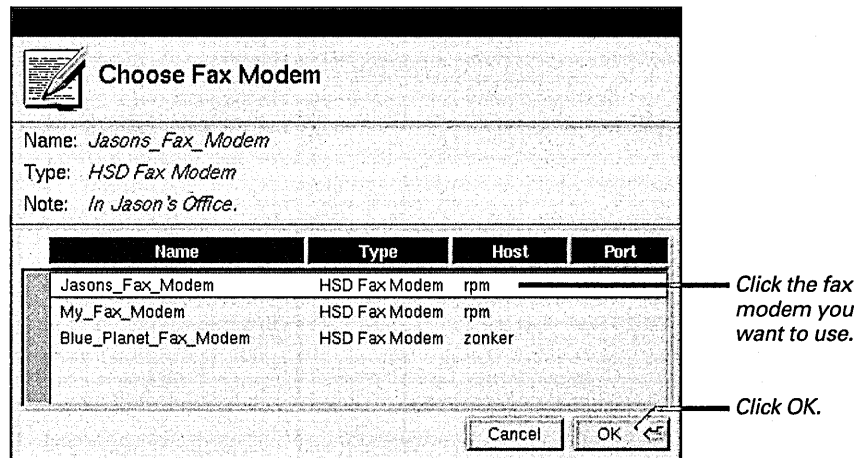 Choose Fax Modem
Name: Jasons_Fax_Modem
Type: HSD Fax Modem
Note: In Jason's Office.
Name Type Host Port
Jasons_Fax_Modem HSD Fax Modem rpm
My_Fax_Modem HSD Fax Modem rpm
Blue_Planet_Fax_Modem HSD Fax Modem zonker
Click the fax
modem you
want to use.
Cancel OK
Click OK.